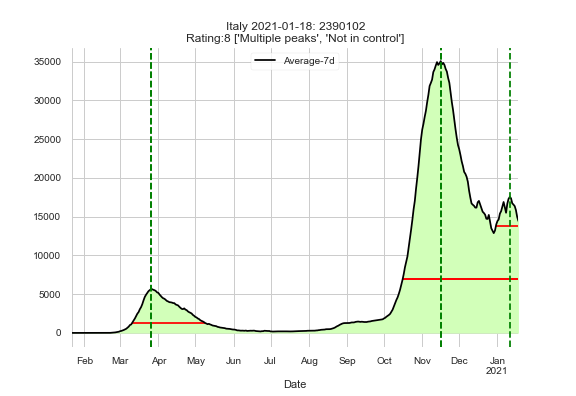 Italy 2021-01-18: 2390102
Rating:8 ['Multiple peaks', 'Not in control']
Average-7d
35000
30000
25000
20000
15000
10000
5000
0
Feb Mar Apr May Jun Jul Aug Sep Oct Nov Dec Jan
2021
Date